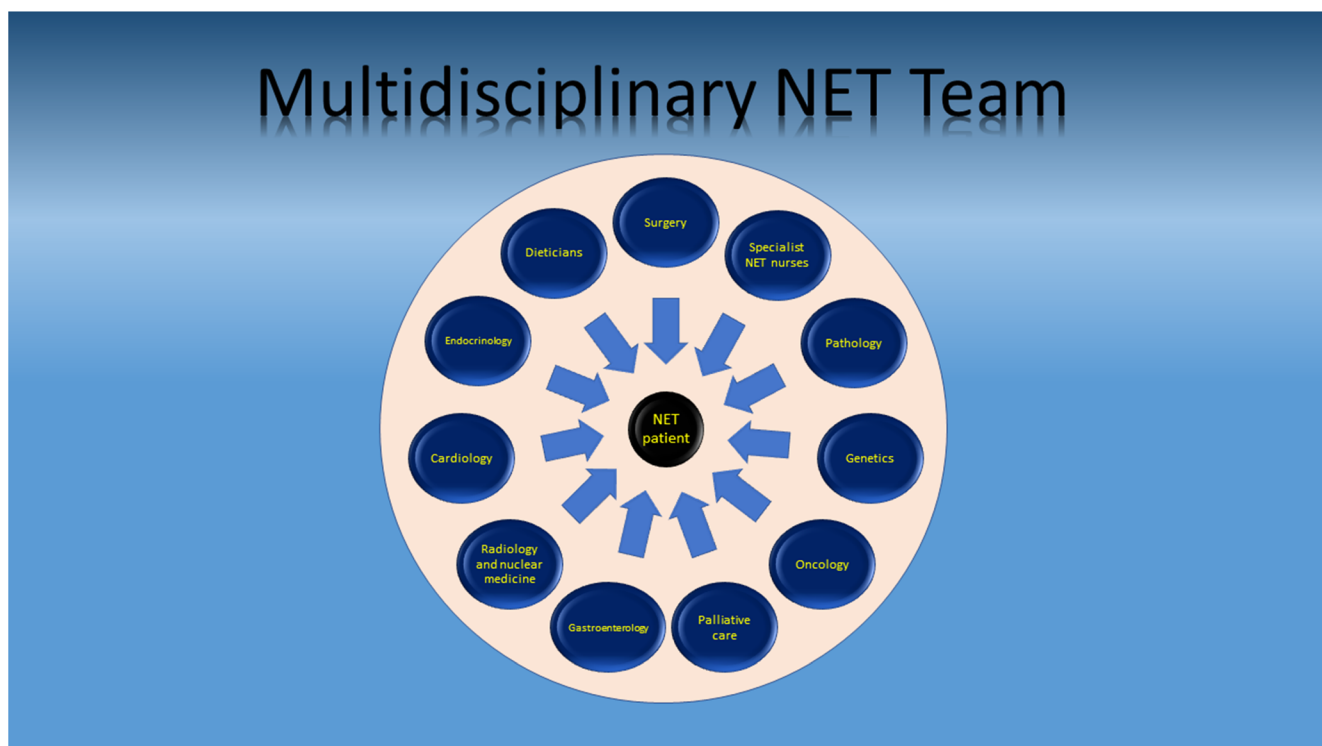 Multidisciplinary NET Team
Surgery
Specialist
NET nurses
Pathology
Genetics
Oncology
Palliative
care
Gastroenterology
Radiology
and nuclear
medicine
Cardiology
Endocrinology
Dieticians
NET
patient